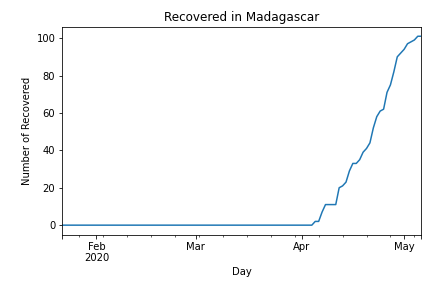 Recovered in Madagascar
100
80
60
40
20
0
Number of Recovered
Feb
2020
Mar
Apr
May
Day